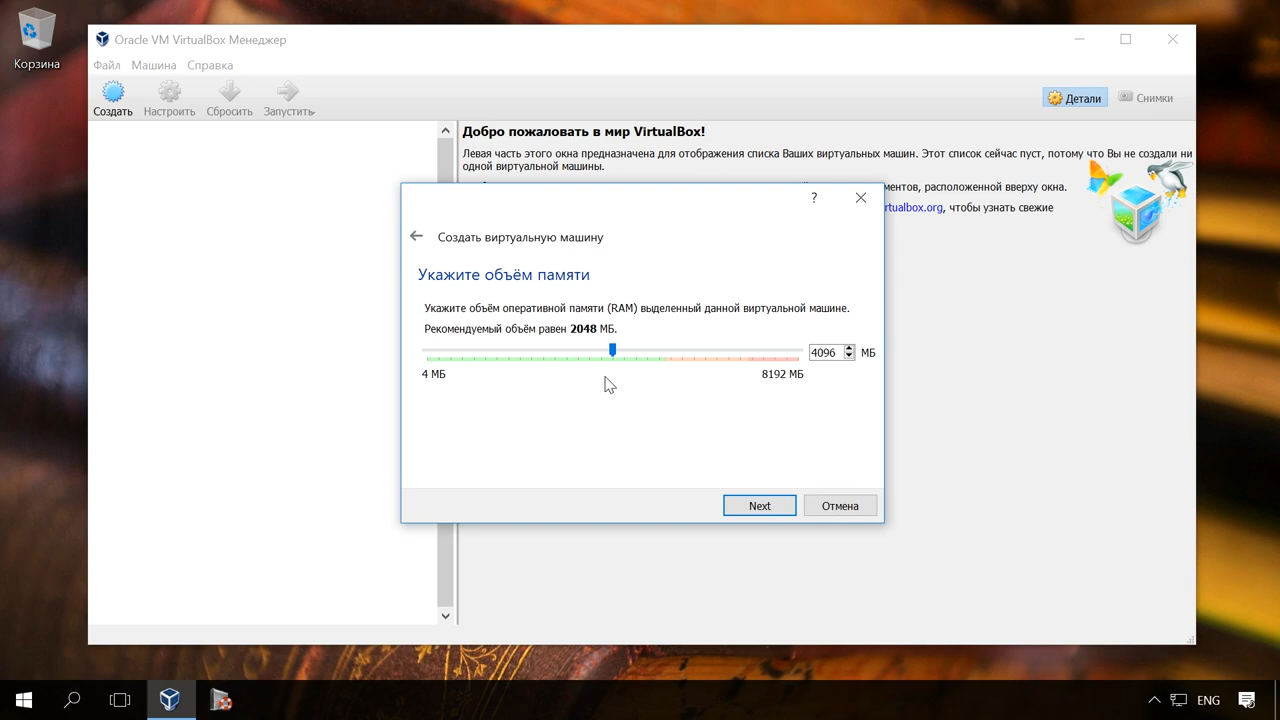 Корзина
Oracle VM VirtualBox Менеджер
Файл Машина Справка
Создать Настроить Сбросить Запустить
Детали Снимки
Добро пожаловать в мир VirtualBox!
Левая часть этого окна предназначена для отображения списка Ваших виртуальных машин. Этот список сейчас пуст, потому что Вы не создали ни
одной виртуальной машины.
ментов, расположенной вверху окна.
rtualbox.org, чтобы узнать свежие
?
Создать виртуальную машину
Укажите объём памяти
Укажите объём оперативной памяти (RAM) выделенный данной виртуальной машине.
Рекомендуемый объём равен 2048 МБ.
4096 МБ
4 МБ 8192 МБ
Next Отмена
ENG